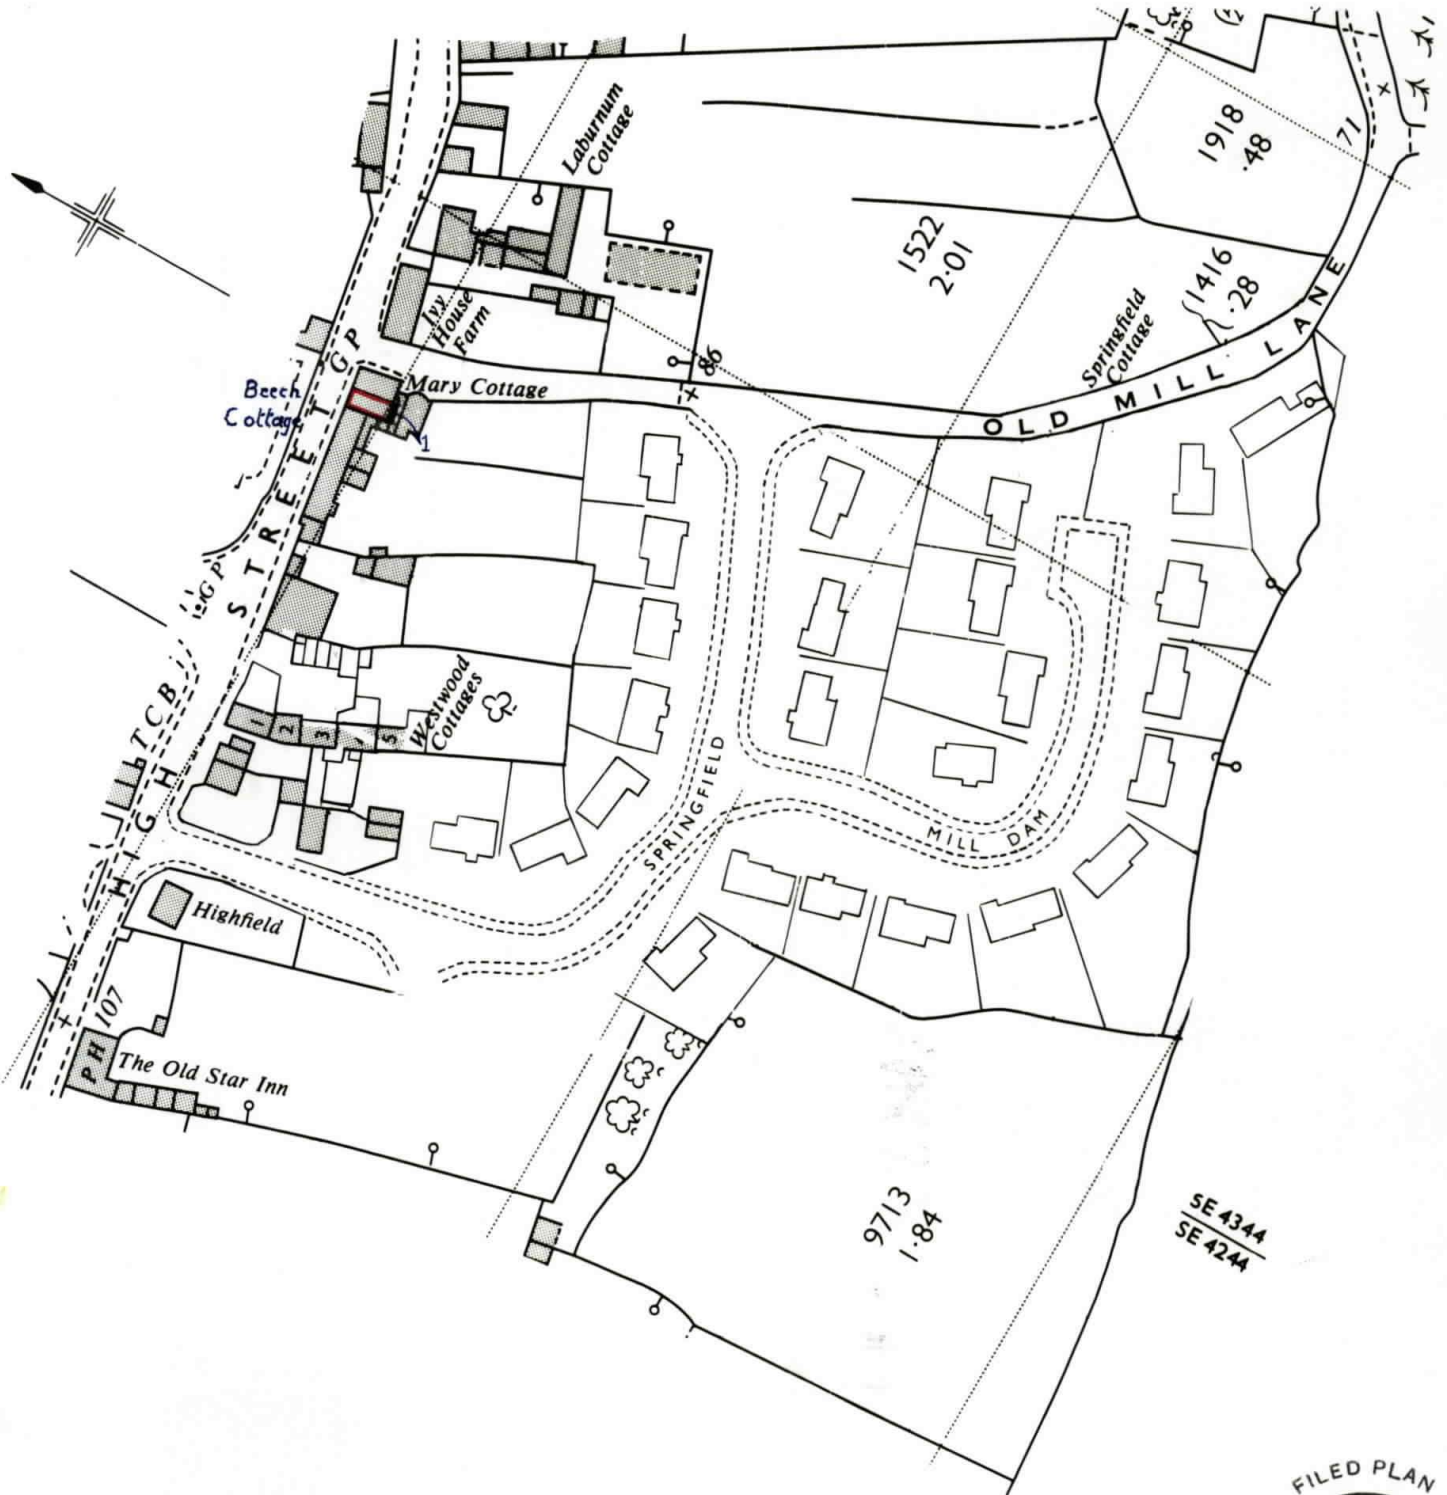 Laburnum
Cottage
1918
.48
71
1522
2.01
1416
.28
Ivy
House
Farm
GP
86
Springfield
Cottage
Beech
Cottage
Mary Cottage
1
OLD MILL LANE
HIGH STREET
GP
TCB
Westwood
Cottages
1
2
3
5
SPRINGFIELD
MILL DAM
Highfield
107
PH
The Old Star Inn
9713
1.84
SE 4344
SE 4244
FILED PLAN